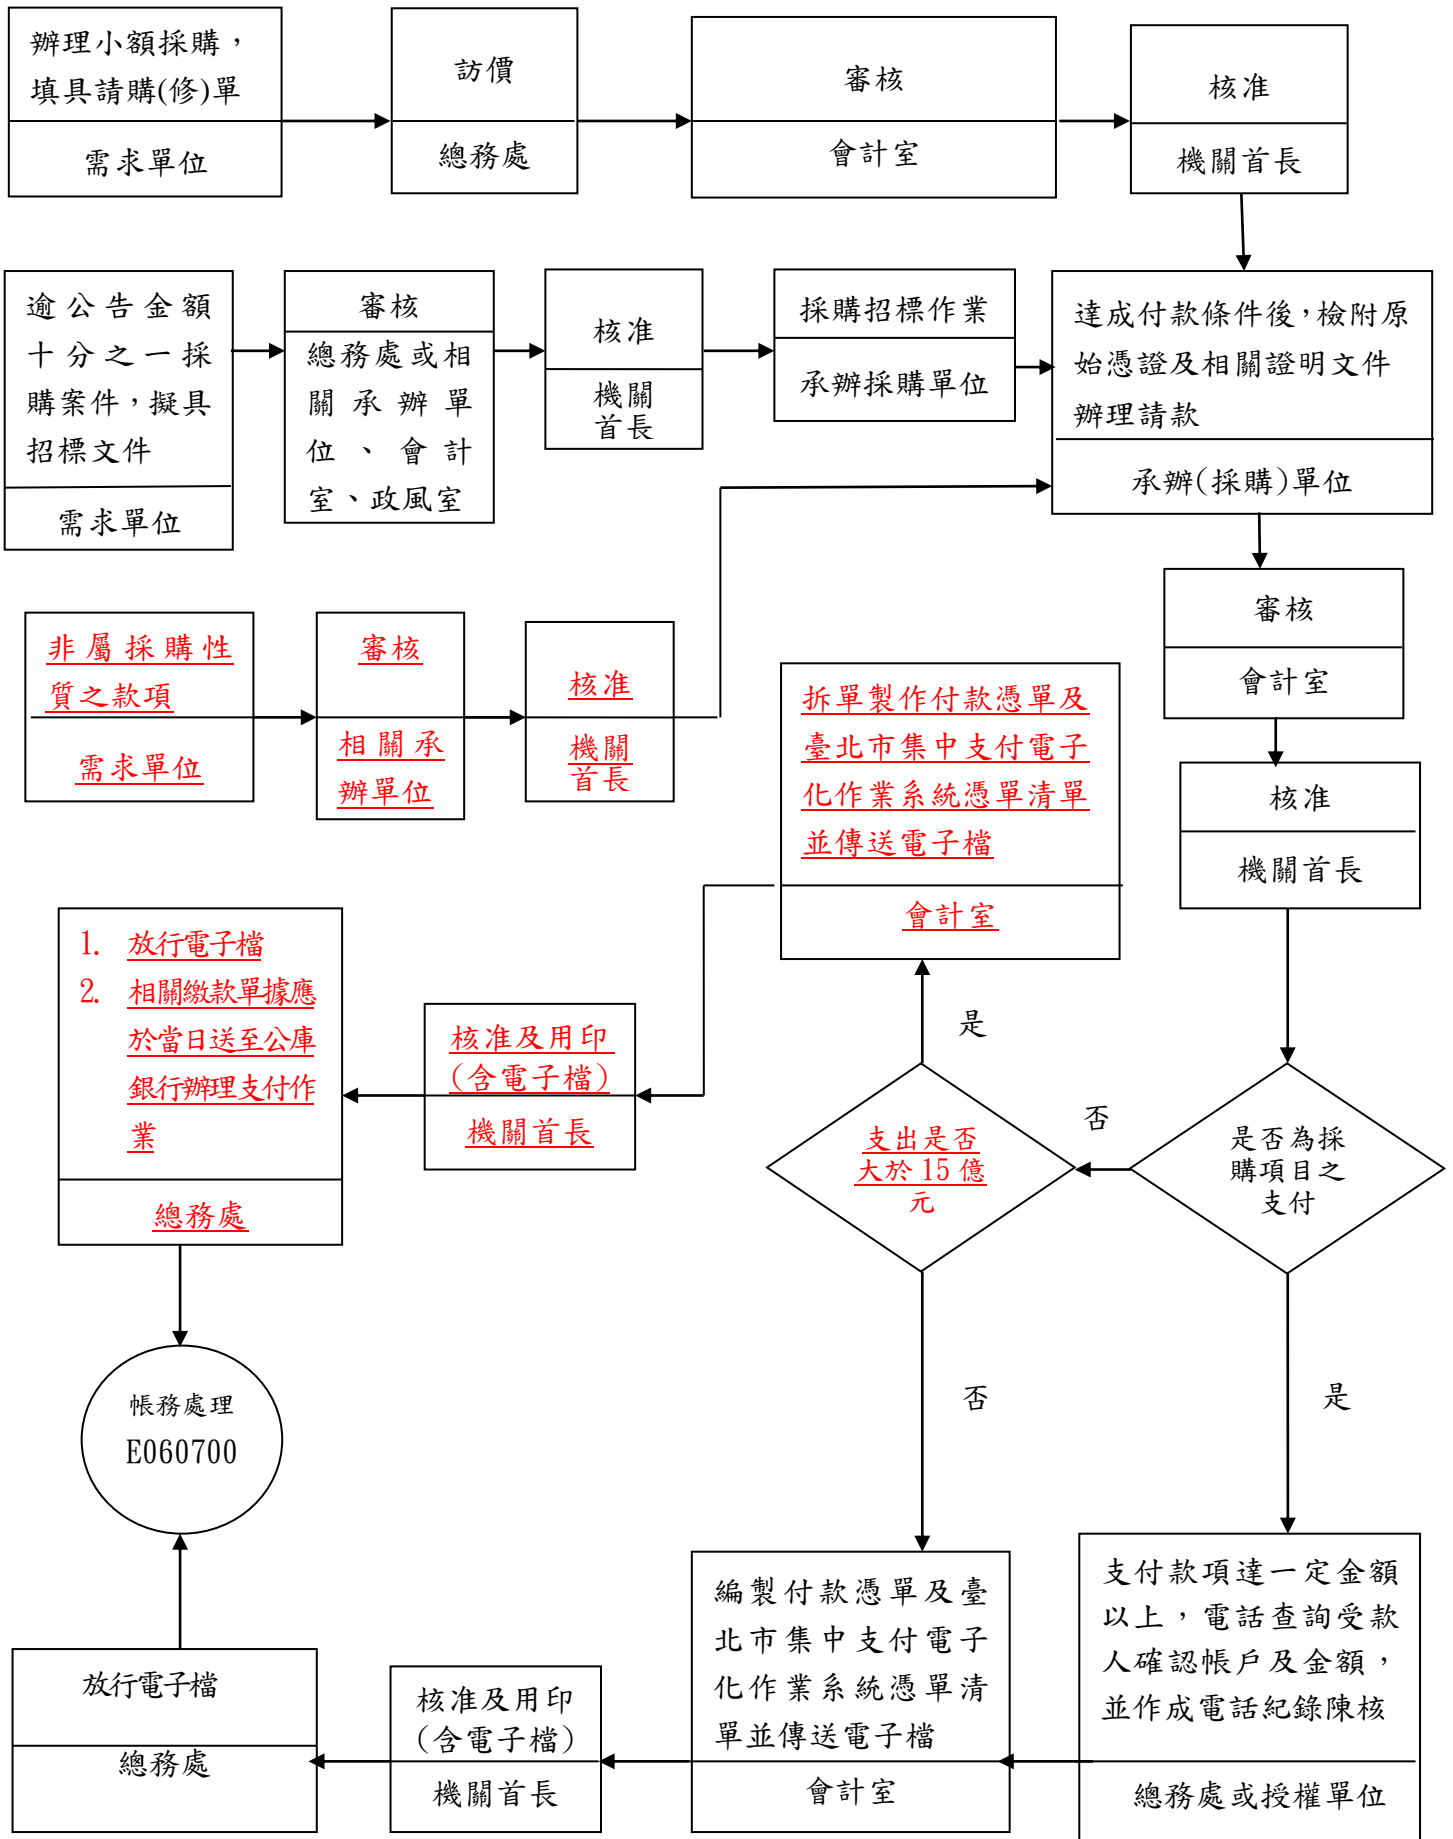 辦理小額採購，
填具請購(修)單
需求單位
訪價
總務處
審核
會計室
核准
機關首長
逾公告金額
十分之一採
購案件，擬具
招標文件
需求單位
審核
總務處或相
關承辦單
位、會計
室、政風室
核准
機關
首長
採購招標作業
承辦採購單位
達成付款條件後，檢附原
始憑證及相關證明文件
辦理請款
承辦(採購)單位
非屬採購性
質之款項
需求單位
審核
相關承
辦單位
核准
機關
首長
審核
會計室
核准
機關首長
拆單製作付款憑單及
臺北市集中支付電子
化作業系統憑單清單
並傳送電子檔
會計室
1. 放行電子檔
2. 相關繳款單據應
於當日送至公庫
銀行辦理支付作
業
總務處
核准及用印
(含電子檔)
機關首長
是
支出是否
大於 15 億
元
否
是否為採
購項目之
支付
否
是
帳務處理
E060700
放行電子檔
總務處
核准及用印
(含電子檔)
機關首長
編製付款憑單及臺
北市集中支付電子
化作業系統憑單清
單並傳送電子檔
會計室
支付款項達一定金額
以上，電話查詢受款
人確認帳戶及金額，
並作成電話紀錄陳核
總務處或授權單位